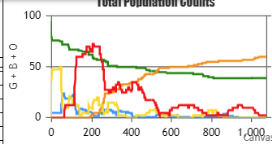 Total Population Counts
100
50
0
G + B + O
0 200 400 600 800 1,000
Canvas